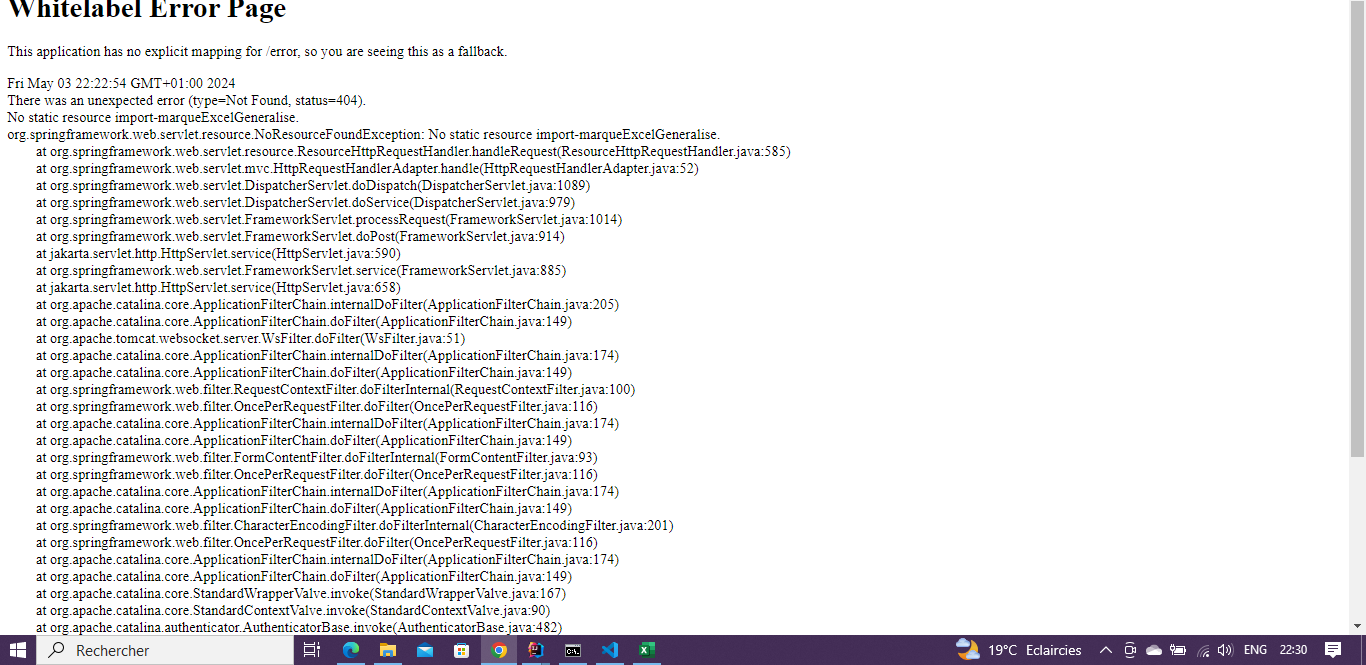 Whitelabel Error Page
This application has no explicit mapping for /error, so you are seeing this as a fallback.
Fri May 03 22:22:54 GMT+01:00 2024
There was an unexpected error (type=Not Found, status=404).
No static resource import-marqueExcelGeneralise.
org.springframework.web.servlet.resource.NoResourceFoundException: No static resource import-marqueExcelGeneralise.
at org.springframework.web.servlet.resource.ResourceHttpRequestHandler.handleRequest(ResourceHttpRequestHandler.java:585)
at org.springframework.web.servlet.mvc.HttpRequestHandlerAdapter.handle(HttpRequestHandlerAdapter.java:52)
at org.springframework.web.servlet.DispatcherServlet.doDispatch(DispatcherServlet.java:1089)
at org.springframework.web.servlet.DispatcherServlet.doService(DispatcherServlet.java:979)
at org.springframework.web.servlet.FrameworkServlet.processRequest(FrameworkServlet.java:1014)
at org.springframework.web.servlet.FrameworkServlet.doPost(FrameworkServlet.java:914)
at jakarta.servlet.http.HttpServlet.service(HttpServlet.java:590)
at org.springframework.web.servlet.FrameworkServlet.service(FrameworkServlet.java:885)
at jakarta.servlet.http.HttpServlet.service(HttpServlet.java:658)
at org.apache.catalina.core.ApplicationFilterChain.internalDoFilter(ApplicationFilterChain.java:205)
at org.apache.catalina.core.ApplicationFilterChain.doFilter(ApplicationFilterChain.java:149)
at org.apache.tomcat.websocket.server.WsFilter.doFilter(WsFilter.java:51)
at org.apache.catalina.core.ApplicationFilterChain.internalDoFilter(ApplicationFilterChain.java:174)
at org.apache.catalina.core.ApplicationFilterChain.doFilter(ApplicationFilterChain.java:149)
at org.springframework.web.filter.RequestContextFilter.doFilterInternal(RequestContextFilter.java:100)
at org.springframework.web.filter.OncePerRequestFilter.doFilter(OncePerRequestFilter.java:116)
at org.apache.catalina.core.ApplicationFilterChain.internalDoFilter(ApplicationFilterChain.java:174)
at org.apache.catalina.core.ApplicationFilterChain.doFilter(ApplicationFilterChain.java:149)
at org.springframework.web.filter.FormContentFilter.doFilterInternal(FormContentFilter.java:93)
at org.springframework.web.filter.OncePerRequestFilter.doFilter(OncePerRequestFilter.java:116)
at org.apache.catalina.core.ApplicationFilterChain.internalDoFilter(ApplicationFilterChain.java:174)
at org.apache.catalina.core.ApplicationFilterChain.doFilter(ApplicationFilterChain.java:149)
at org.springframework.web.filter.CharacterEncodingFilter.doFilterInternal(CharacterEncodingFilter.java:201)
at org.springframework.web.filter.OncePerRequestFilter.doFilter(OncePerRequestFilter.java:116)
at org.apache.catalina.core.ApplicationFilterChain.internalDoFilter(ApplicationFilterChain.java:174)
at org.apache.catalina.core.ApplicationFilterChain.doFilter(ApplicationFilterChain.java:149)
at org.apache.catalina.core.StandardWrapperValve.invoke(StandardWrapperValve.java:167)
at org.apache.catalina.core.StandardContextValve.invoke(StandardContextValve.java:90)
at org.apache.catalina.authenticator.AuthenticatorBase.invoke(AuthenticatorBase.java:482)
Rechercher 19°C Eclaircies ENG 22:30